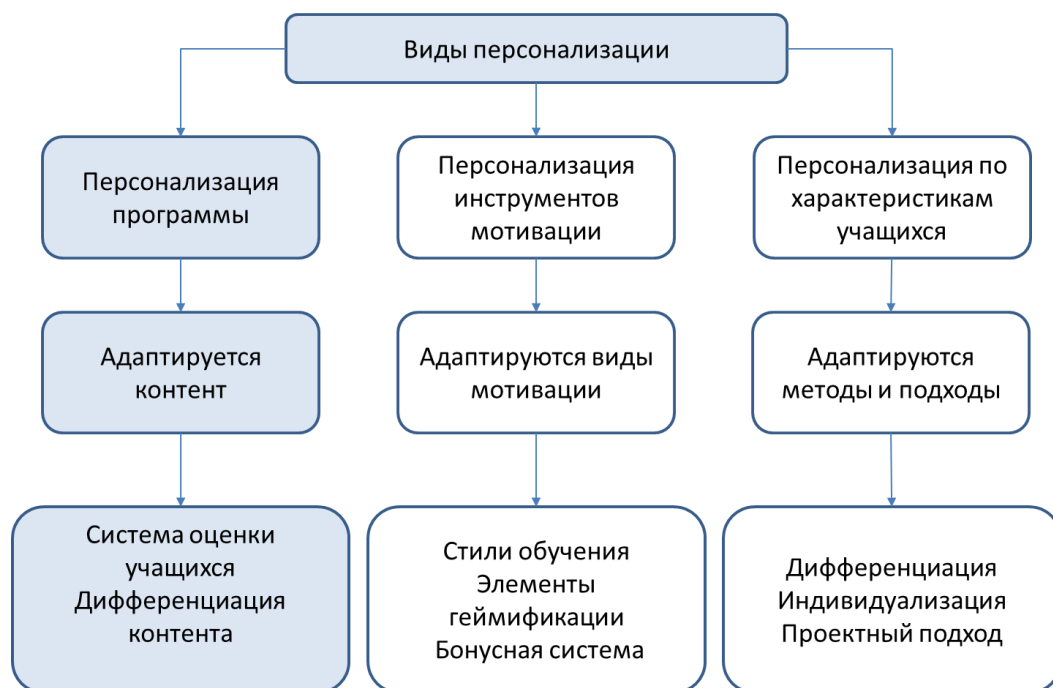 Виды персонализации
Персонализация
программы
Персонализация
инструментов
мотивации
Персонализация по
характеристикам
учащихся
Адаптируется
контент
Адаптируются виды
мотивации
Адаптируются
методы и подходы
Система оценки
учащихся
Дифференциация
контента
Стили обучения
Элементы
геймификации
Бонусная система
Дифференциация
Индивидуализация
Проектный подход